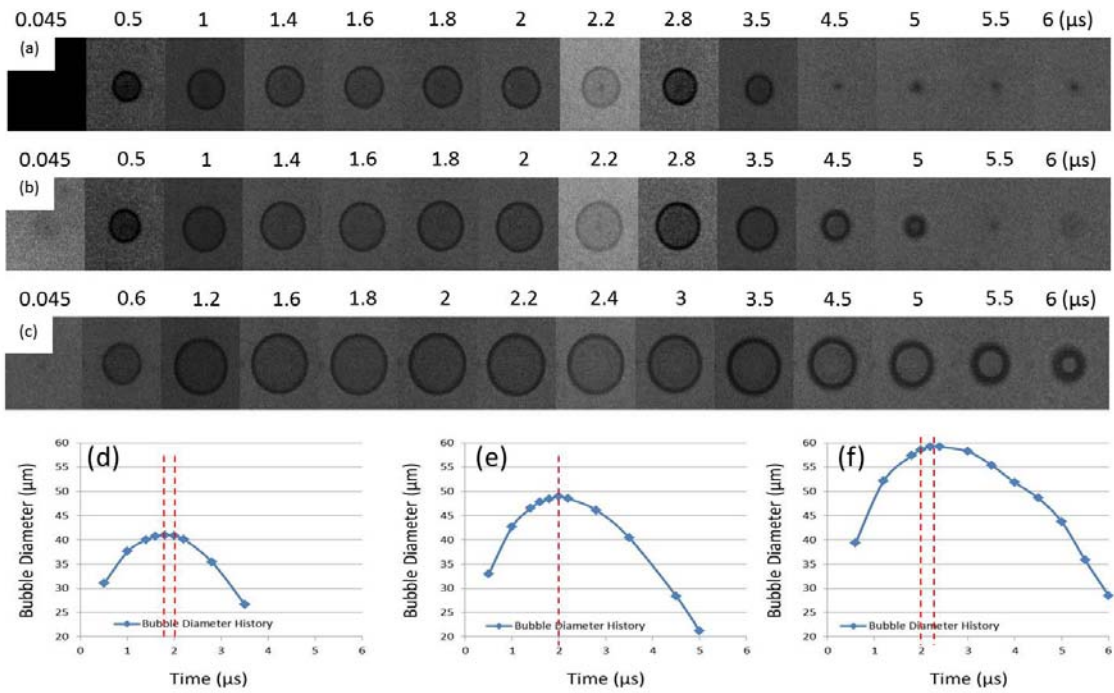 0.045 0.5 1 1.4 1.6 1.8 2 2.2 2.8 3.5 4.5 5 5.5 6 (µs)
(a)
0.045 0.5 1 1.4 1.6 1.8 2 2.2 2.8 3.5 4.5 5 5.5 6 (µs)
(b)
0.045 0.6 1.2 1.6 1.8 2 2.2 2.4 3 3.5 4.5 5 5.5 6 (µs)
(c)
(d)
Bubble Diameter (µm)
60
55
50
45
40
35
30
25
20
Bubble Diameter History
0 1 2 3 4 5 6
Time (µs)
(e)
Bubble Diameter (µm)
60
55
50
45
40
35
30
25
20
Bubble Diameter History
0 1 2 3 4 5 6
Time (µs)
(f)
Bubble Diameter (µm)
60
55
50
45
40
35
30
25
20
Bubble Diameter History
0 1 2 3 4 5 6
Time (µs)